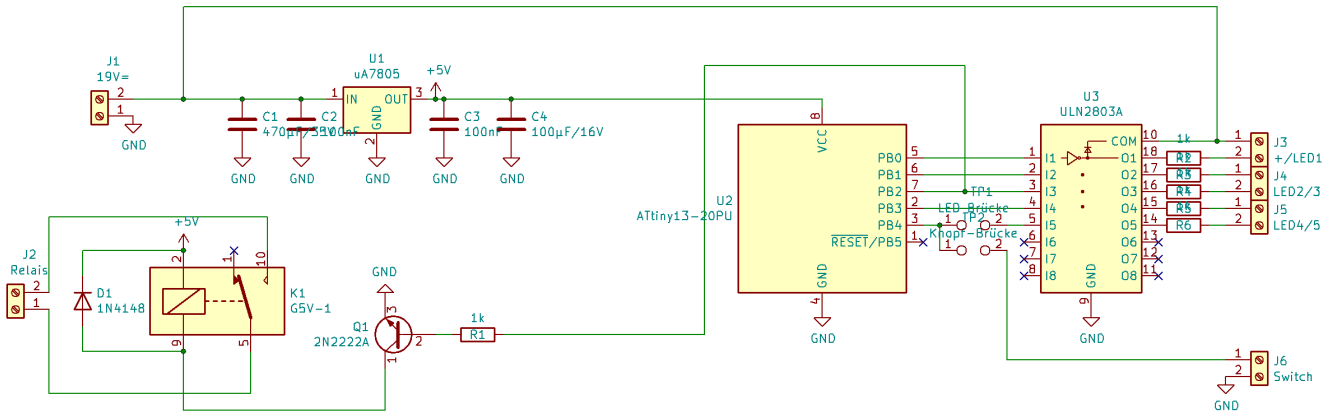 J1
19V=
2
1
GND
C1
470µF/35V
GND
C2
100nF
GND
U1
uA7805
1
IN
OUT
3
GND
2
GND
+5V
C3
100nF
GND
C4
100µF/16V
GND
U2
ATtiny13-20PU
8
VCC
PB0
5
PB1
6
PB2
7
PB3
2
PB4
3
RESET/PB5
1
GND
4
GND
TP1
LED-Brücke
1
2
TP2
Knopf-Brücke
1
2
U3
ULN2803A
COM
10
1
I1
O1
18
2
I2
O2
17
3
I3
O3
16
4
I4
O4
15
5
I5
O5
14
6
I6
O6
13
7
I7
O7
12
8
I8
O8
11
GND
9
GND
1k
R2
1k
R3
1k
R4
1k
R5
R6
1
J3
2
+/LED1
1
J4
2
LED2/3
1
J5
2
LED4/5
J2
Relais
2
1
D1
1N4148
+5V
2
1
10
K1
G5V-1
9
5
GND
3
Q1
2N2222A
2
1
1k
R1
1
J6
2
Switch
GND